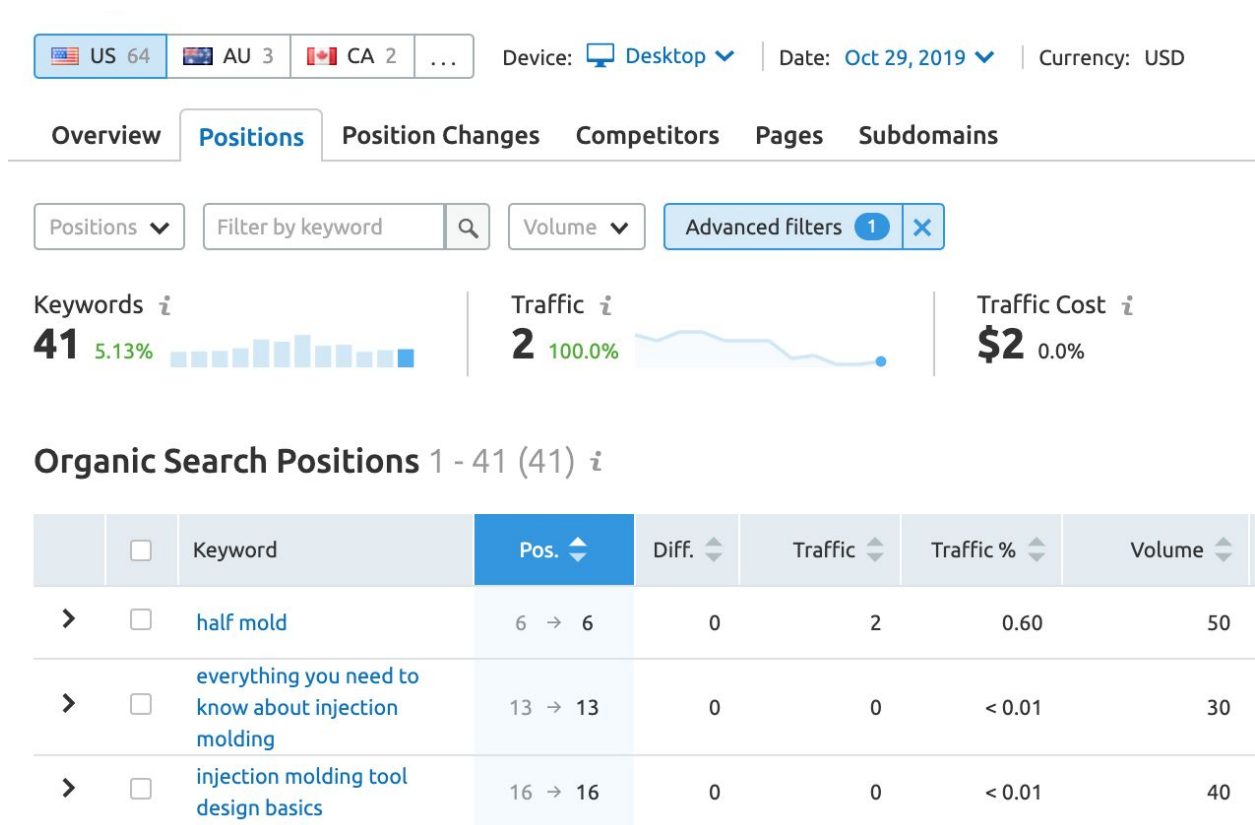 US 64 AU 3 CA 2 ... Device: Desktop Date: Oct 29, 2019 Currency: USD
Overview Positions Position Changes Competitors Pages Subdomains
Positions Filter by keyword Volume Advanced filters 1
Keywords i Traffic i Traffic Cost i
41 5.13% 2 100.0% $2 0.0%
Organic Search Positions 1 - 41 (41) i
Keyword Pos. Diff. Traffic Traffic % Volume
half mold 6 → 6 0 2 0.60 50
everything you need to
know about injection 13 → 13 0 0 < 0.01 30
molding
injection molding tool
design basics 16 → 16 0 0 < 0.01 40